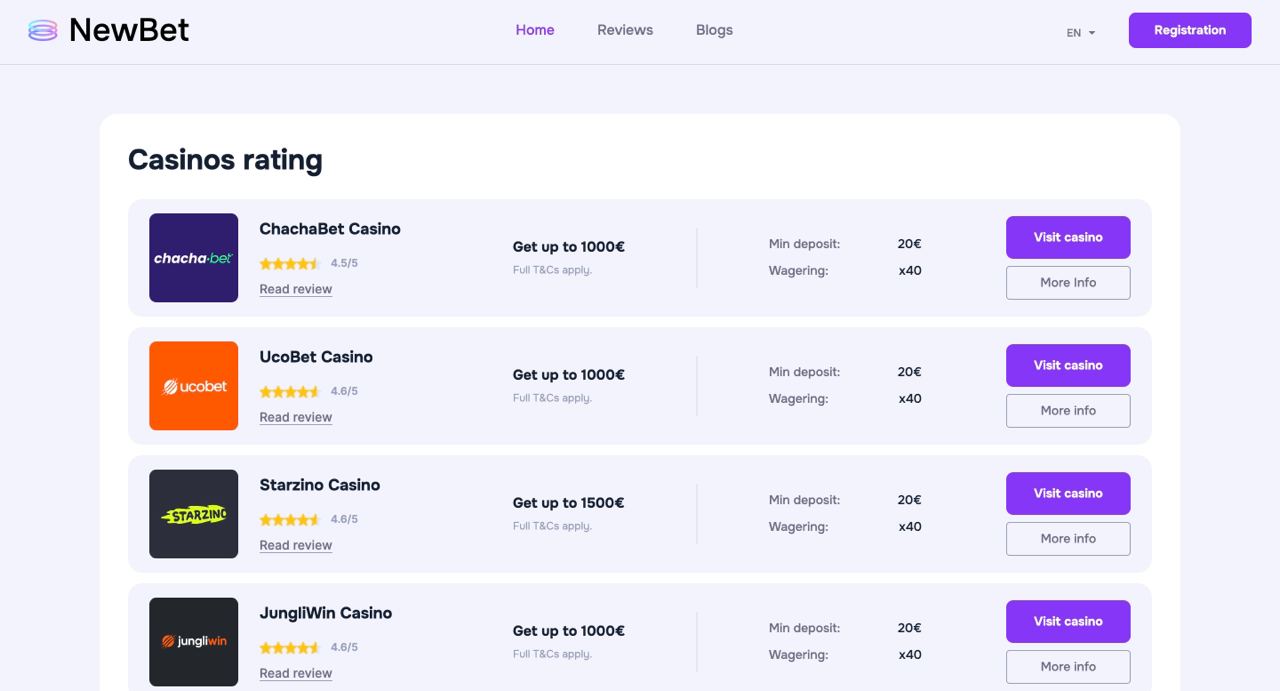 NewBet
Home Reviews Blogs
EN
Registration
Casinos rating
chacha·bet
ChachaBet Casino
4.5/5
Read review
Get up to 1000€
Full T&Cs apply.
Min deposit: 20€
Wagering: x40
Visit casino
More Info
ucobet
UcoBet Casino
4.6/5
Read review
Get up to 1000€
Full T&Cs apply.
Min deposit: 20€
Wagering: x40
Visit casino
More info
STARZINO
Starzino Casino
4.6/5
Read review
Get up to 1500€
Full T&Cs apply.
Min deposit: 20€
Wagering: x40
Visit casino
More info
jungliwin
JungliWin Casino
4.6/5
Read review
Get up to 1000€
Full T&Cs apply.
Min deposit: 20€
Wagering: x40
Visit casino
More info